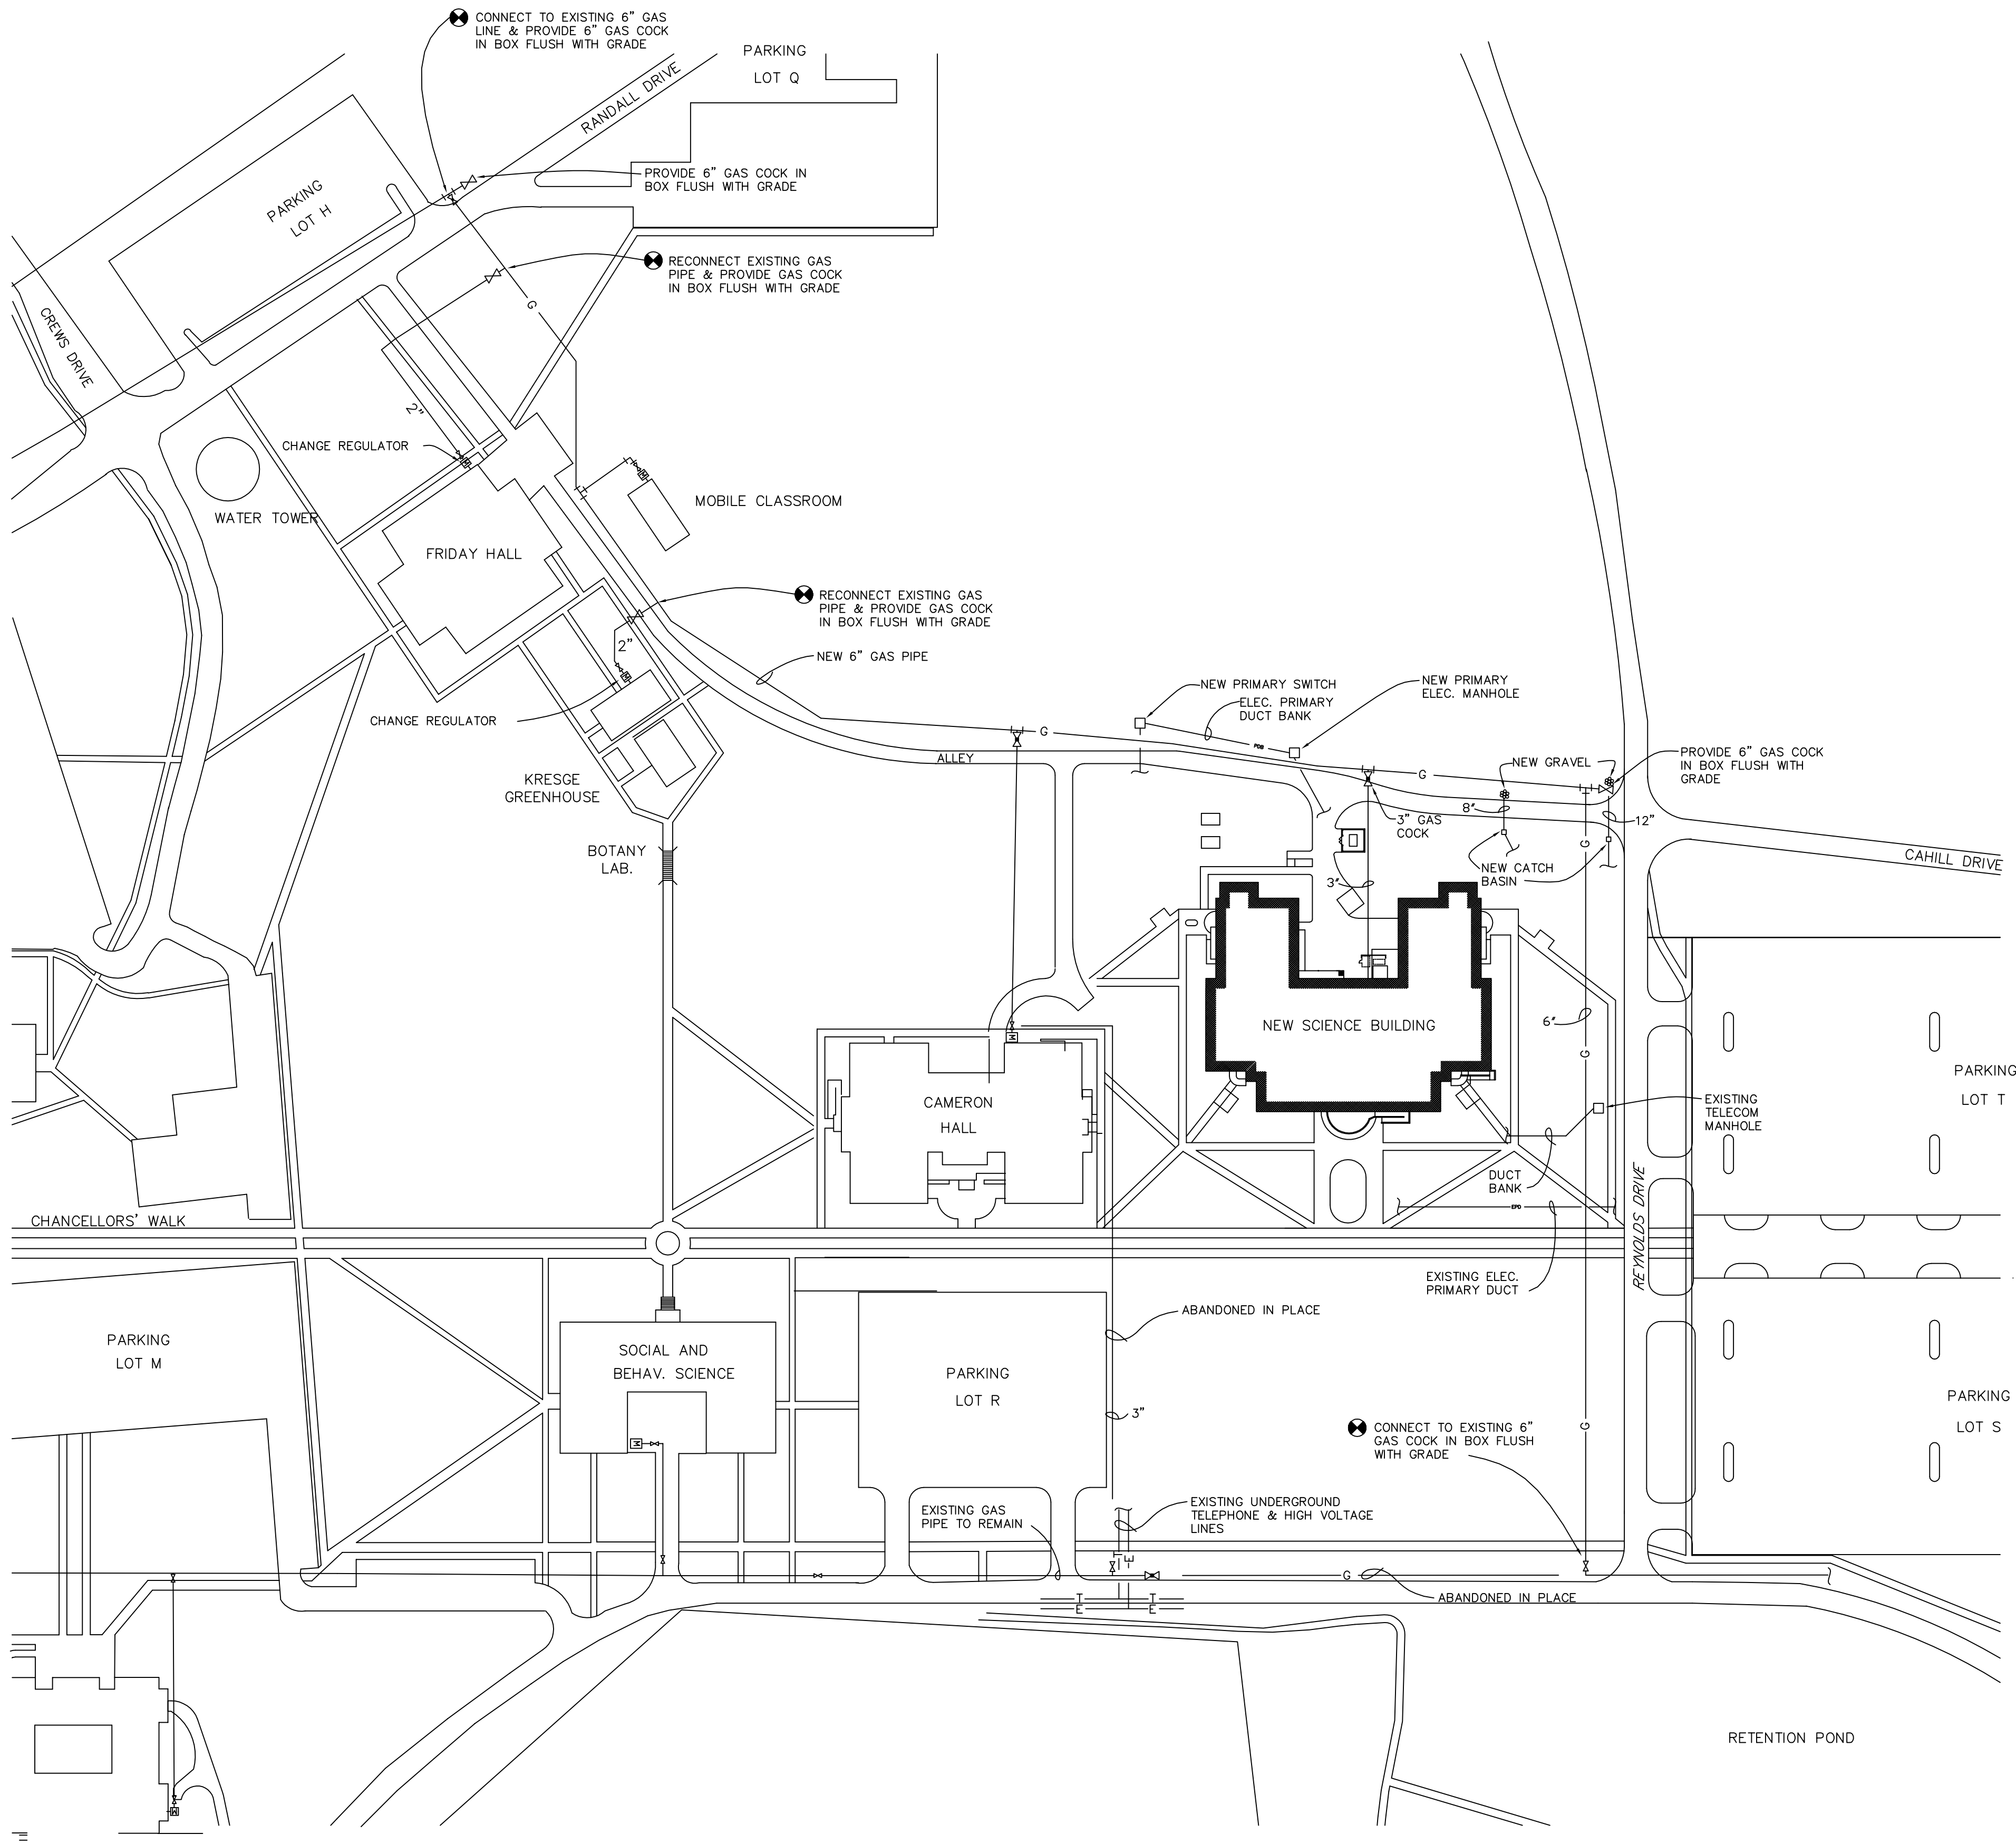 CONNECT TO EXISTING 6" GAS
LINE & PROVIDE 6" GAS COCK
IN BOX FLUSH WITH GRADE
PARKING
LOT Q
RANDALL DRIVE
PROVIDE 6" GAS COCK IN
BOX FLUSH WITH GRADE
PARKING
LOT H
RECONNECT EXISTING GAS
PIPE & PROVIDE GAS COCK
IN BOX FLUSH WITH GRADE
G
CREWS DRIVE
2"
CHANGE REGULATOR
M
M
MOBILE CLASSROOM
WATER TOWER
FRIDAY HALL
RECONNECT EXISTING GAS
PIPE & PROVIDE GAS COCK
IN BOX FLUSH WITH GRADE
2"
NEW 6" GAS PIPE
M
CHANGE REGULATOR
NEW PRIMARY SWITCH
ELEC. PRIMARY
DUCT BANK
NEW PRIMARY
ELEC. MANHOLE
G
PDB
ALLEY
G
NEW GRAVEL
PROVIDE 6" GAS COCK
IN BOX FLUSH WITH
GRADE
KRESGE
GREENHOUSE
8"
3" GAS
COCK
12"
G
BOTANY
LAB.
NEW CATCH
BASIN
CAHILL DRIVE
3"
NEW SCIENCE BUILDING
6"
M
G
PARKING
LOT T
CAMERON
HALL
EXISTING
TELECOM
MANHOLE
DUCT
BANK
CHANCELLORS' WALK
EPD
REYNOLDS DRIVE
EXISTING ELEC.
PRIMARY DUCT
ABANDONED IN PLACE
PARKING
LOT M
SOCIAL AND
BEHAV. SCIENCE
PARKING
LOT R
PARKING
LOT S
3"
CONNECT TO EXISTING 6"
GAS COCK IN BOX FLUSH
WITH GRADE
G
M
EXISTING GAS
PIPE TO REMAIN
EXISTING UNDERGROUND
TELEPHONE & HIGH VOLTAGE
LINES
T
E
G
ABANDONED IN PLACE
T T
E E
RETENTION POND
M